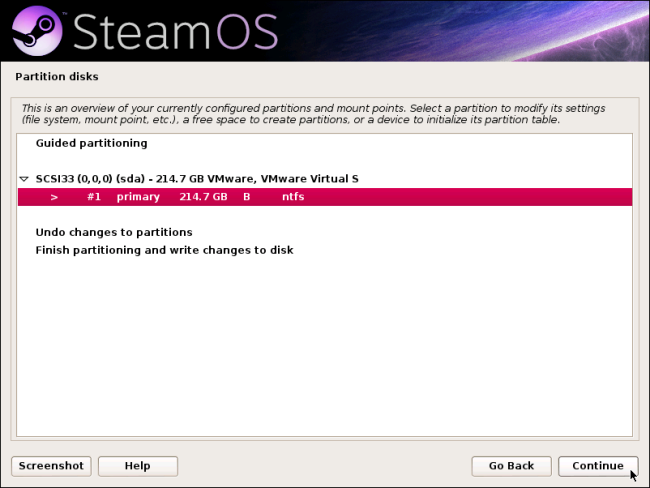 SteamOS™
Partition disks
This is an overview of your currently configured partitions and mount points. Select a partition to modify its settings
(file system, mount point, etc.), a free space to create partitions, or a device to initialize its partition table.
Guided partitioning
SCSI33 (0,0,0) (sda) - 214.7 GB VMware, VMware Virtual S
> #1 primary 214.7 GB B ntfs
Undo changes to partitions
Finish partitioning and write changes to disk
Screenshot Help Go Back Continue